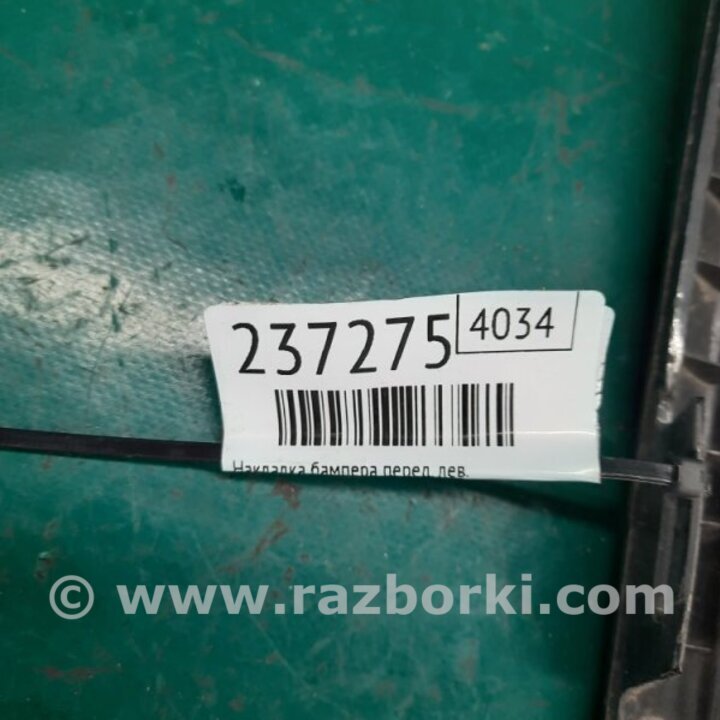 237275
4034
Накладка бампера перед. лев.
© www.razborki.com